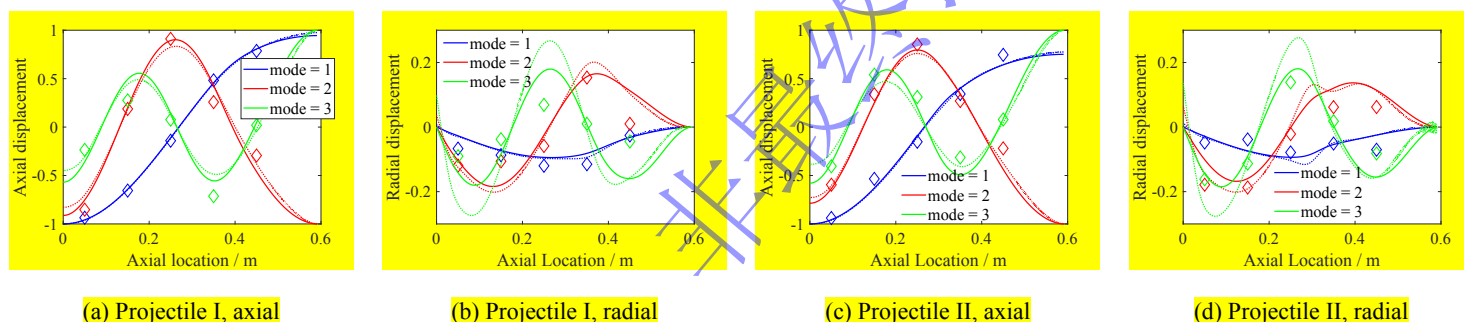 1
0.5
0
-0.5
-1
Axial displacement
mode = 1
mode = 2
mode = 3
0 0.2 0.4 0.6
Axial location / m
(a) Projectile I, axial
0.2
0
-0.2
Radial displacement
mode = 1
mode = 2
mode = 3
0 0.2 0.4 0.6
Axial Location / m
(b) Projectile I, radial
1
0.5
0
-0.5
-1
Axial displacement
mode = 1
mode = 2
mode = 3
0 0.2 0.4 0.6
Axial Location / m
(c) Projectile II, axial
0.2
0
-0.2
Radial displacement
mode = 1
mode = 2
mode = 3
0 0.2 0.4 0.6
Axial Location / m
(d) Projectile II, radial
非最终